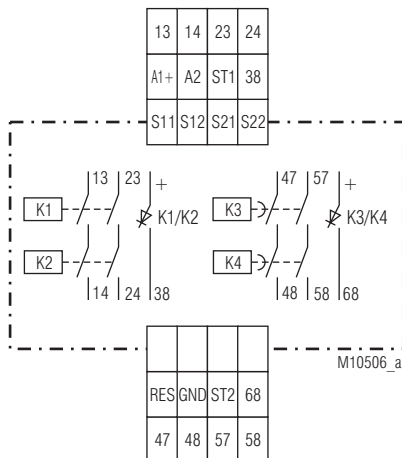 13 14 23 24
A1+ A2 ST1 38
S11 S12 S21 S22
13 23 + 47 57 +
K1 K1/K2 K3 K3/K4
K2 K4
14 24 38 48 58 68
M10506_a
RES GND ST2 68
47 48 57 58